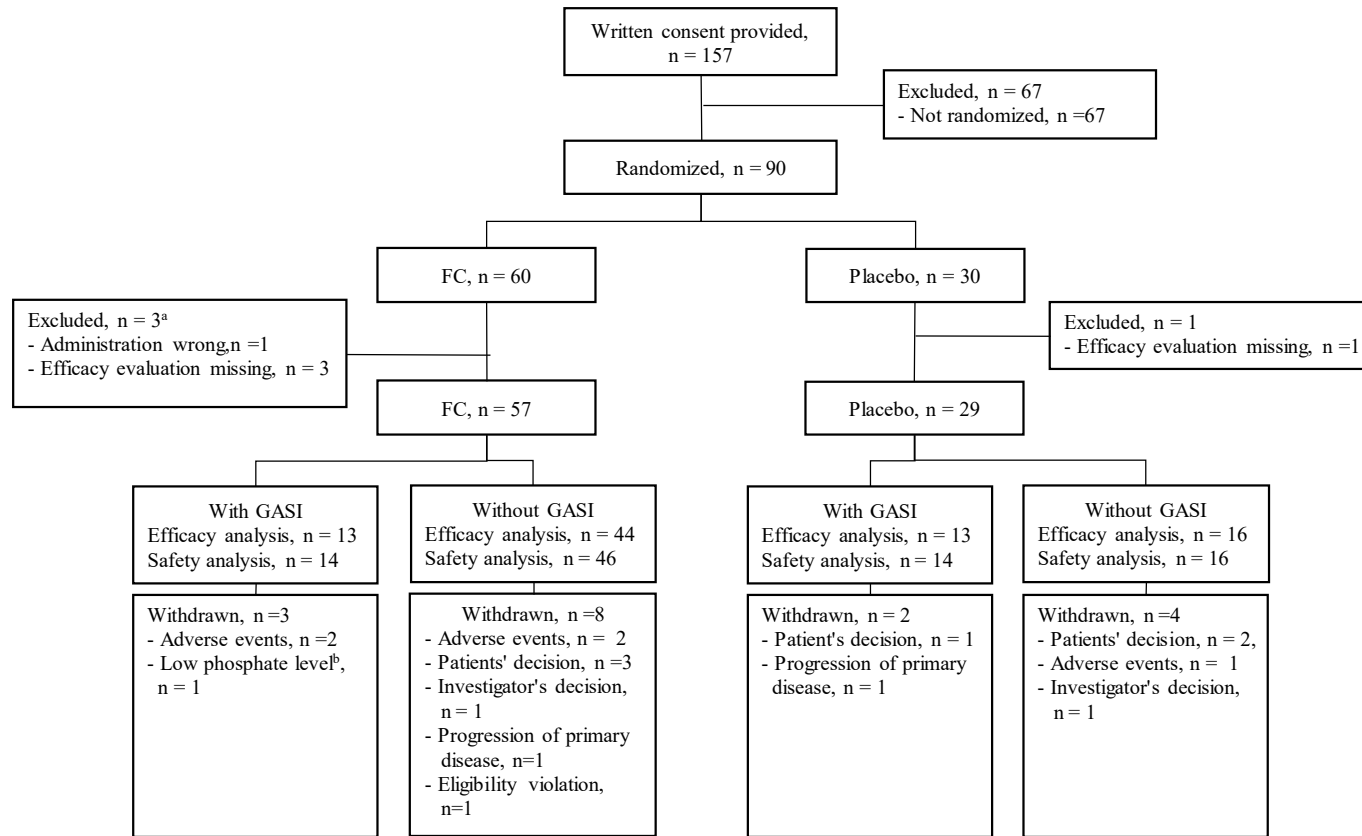 Written consent provided,
n = 157
Excluded, n = 67
- Not randomized, n =67
Randomized, n = 90
FC, n = 60
Placebo, n = 30
Excluded, n = 3ᵃ
- Administration wrong,n =1
- Efficacy evaluation missing, n = 3
Excluded, n = 1
- Efficacy evaluation missing, n =1
FC, n = 57
Placebo, n = 29
With GASI
Efficacy analysis, n = 13
Safety analysis, n = 14
Without GASI
Efficacy analysis, n = 44
Safety analysis, n = 46
With GASI
Efficacy analysis, n = 13
Safety analysis, n = 14
Without GASI
Efficacy analysis, n = 16
Safety analysis, n = 16
Withdrawn, n =3
- Adverse events, n =2
- Low phosphate levelᵇ,
n = 1
Withdrawn, n =8
- Adverse events, n = 2
- Patients' decision, n =3
- Investigator's decision,
n = 1
- Progression of primary
disease, n=1
- Eligibility violation,
n=1
Withdrawn, n = 2
- Patient's decision, n = 1
- Progression of primary
disease, n = 1
Withdrawn, n =4
- Patients' decision, n = 2,
- Adverse events, n = 1
- Investigator's decision,
n = 1